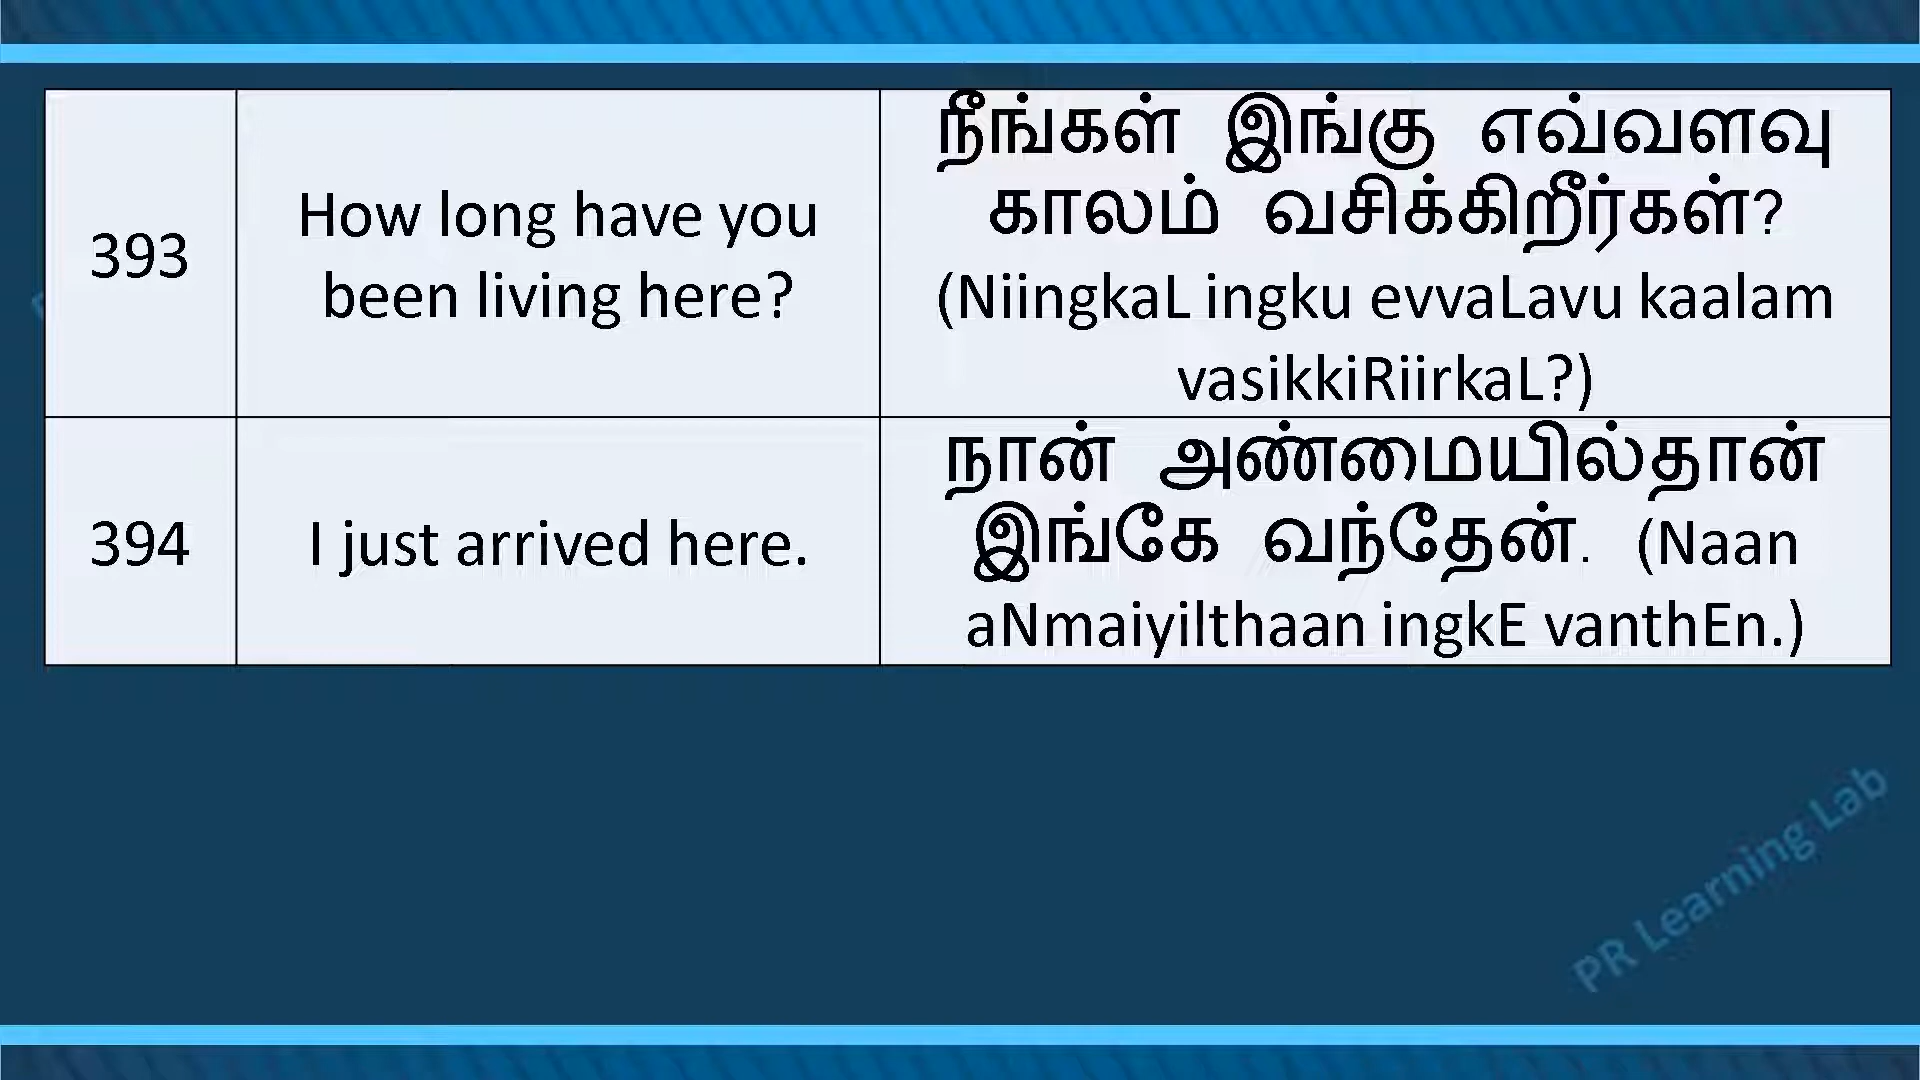 393
How long have you
been living here?
நீங்கள் இங்கு எவ்வளவு
காலம் வசிக்கிறீர்கள்?
(NiingkaL ingku evvaLavu kaalam
vasikkiRiirkaL?)
394
I just arrived here.
நான் அண்மையில்தான்
இங்கே வந்தேன். (Naan
aNmaiyilthaan ingkE vanthEn.)
PR Learning Lab